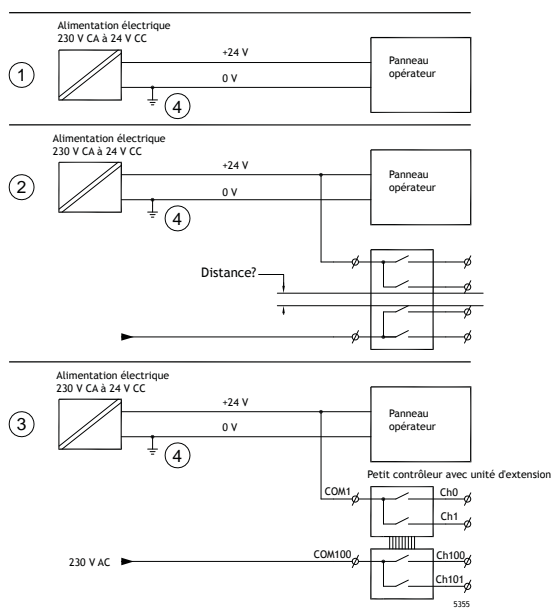 Alimentation électrique
230 V CA à 24 V CC
+24 V
Panneau
opérateur
1
0 V
4
Alimentation électrique
230 V CA à 24 V CC
+24 V
Panneau
opérateur
2
0 V
4
Distance?
Alimentation électrique
230 V CA à 24 V CC
+24 V
Panneau
opérateur
3
0 V
4
Petit contrôleur avec unité d'extension
COM1
Ch0
Ch1
230 V AC
COM100
Ch100
Ch101
5355